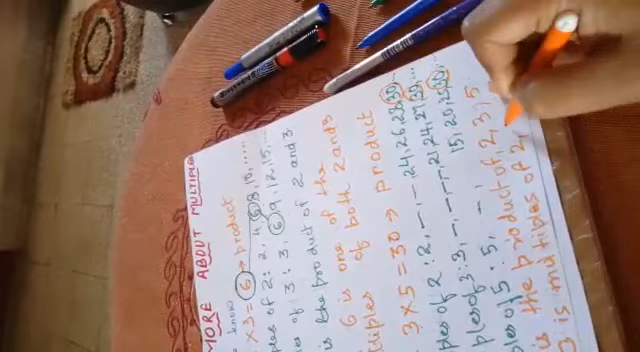 MORE ABOUT MULTIPLES
know
× 3 = 6 → product
ples of 2 : 2, 4, 6, 8, 10, .....
les of 3 : 3, 6, 9, 12, 15, ...
is the product of 2 and 3
6 is one of the
tiples of both 2 and 3
3 × 5 = 30 → product
ples of 2 : 2, -, -, -- 24, 26, 28, 30, ..
ples of 3 : 3, -, --, -, 21, 24, 27, 30, ...
ples of 5 : 5, -, 15, 20, 25, 30, ..
is the product of 2, 3, 5
is multiples of 2,